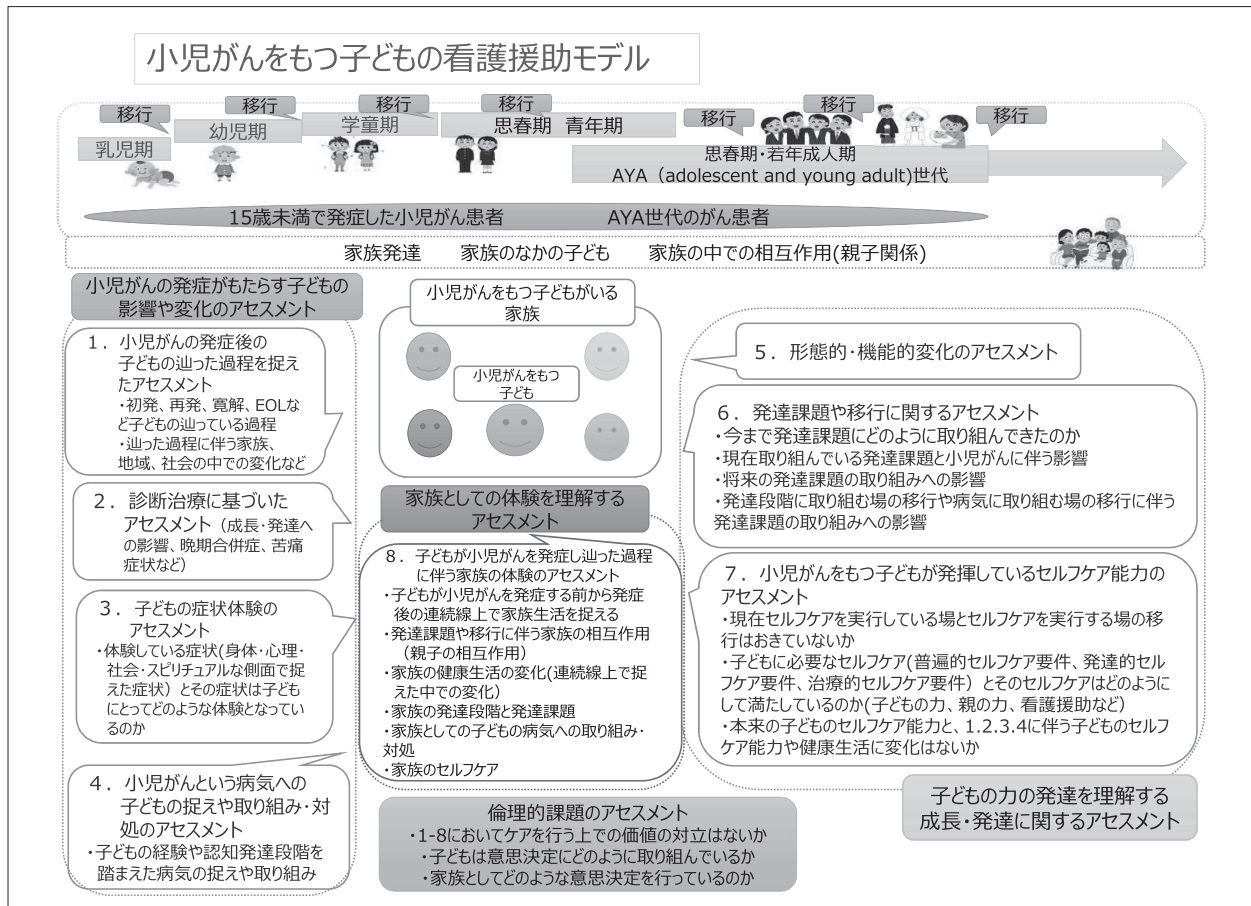 小児がんをもつ子どもの看護援助モデル
移行
移行
移行
移行
移行
移行
移行
乳児期
幼児期
学童期
思春期 青年期
思春期・若年成人期
AYA（adolescent and young adult)世代
15歳未満で発症した小児がん患者
AYA世代のがん患者
家族発達 家族のなかの子ども 家族の中での相互作用(親子関係)
小児がんの発症がもたらす子どもの
影響や変化のアセスメント
1．小児がんの発症後の
子どもの辿った過程を捉え
たアセスメント
・初発、再発、寛解、EOLな
ど子どもの辿っている過程
・辿った過程に伴う家族、
地域、社会の中での変化など
2．診断治療に基づいた
アセスメント（成長・発達へ
の影響、晩期合併症、苦痛
症状など）
3．子どもの症状体験の
アセスメント
・体験している症状(身体・心理・
社会・スピリチュアルな側面で捉
えた症状）とその症状は子ども
にとってどのような体験となってい
るのか
4．小児がんという病気への
子どもの捉えや取り組み・対
処のアセスメント
・子どもの経験や認知発達段階を
踏まえた病気の捉えや取り組み
小児がんをもつ子どもがいる
家族
小児がんをもつ
子ども
家族としての体験を理解する
アセスメント
8．子どもが小児がんを発症し辿った過程
に伴う家族の体験のアセスメント
・子どもが小児がんを発症する前から発症
後の連続線上で家族生活を捉える
・発達課題や移行に伴う家族の相互作用
（親子の相互作用）
・家族の健康生活の変化(連続線上で捉
えた中での変化）
・家族の発達段階と発達課題
・家族としての子どもの病気への取り組み・
対処
・家族のセルフケア
倫理的課題のアセスメント
・1-8においてケアを行う上での価値の対立はないか
・子どもは意思決定にどのように取り組んでいるか
・家族としてどのような意思決定を行っているのか
5．形態的・機能的変化のアセスメント
6．発達課題や移行に関するアセスメント
・今まで発達課題にどのように取り組んできたのか
・現在取り組んでいる発達課題と小児がんに伴う影響
・将来の発達課題の取り組みへの影響
・発達段階に取り組む場の移行や病気に取り組む場の移行に伴う
発達課題の取り組みへの影響
7．小児がんをもつ子どもが発揮しているセルフケア能力の
アセスメント
・現在セルフケアを実行している場とセルフケアを実行する場の移
行はおきていないか
・子どもに必要なセルフケア(普遍的セルフケア要件、発達的セル
フケア要件、治療的セルフケア要件）とそのセルフケアはどのように
して満たしているのか(子どもの力、親の力、看護援助など）
・本来の子どものセルフケア能力と、1.2.3.4に伴う子どものセルフ
ケア能力や健康生活に変化はないか
子どもの力の発達を理解する
成長・発達に関するアセスメント